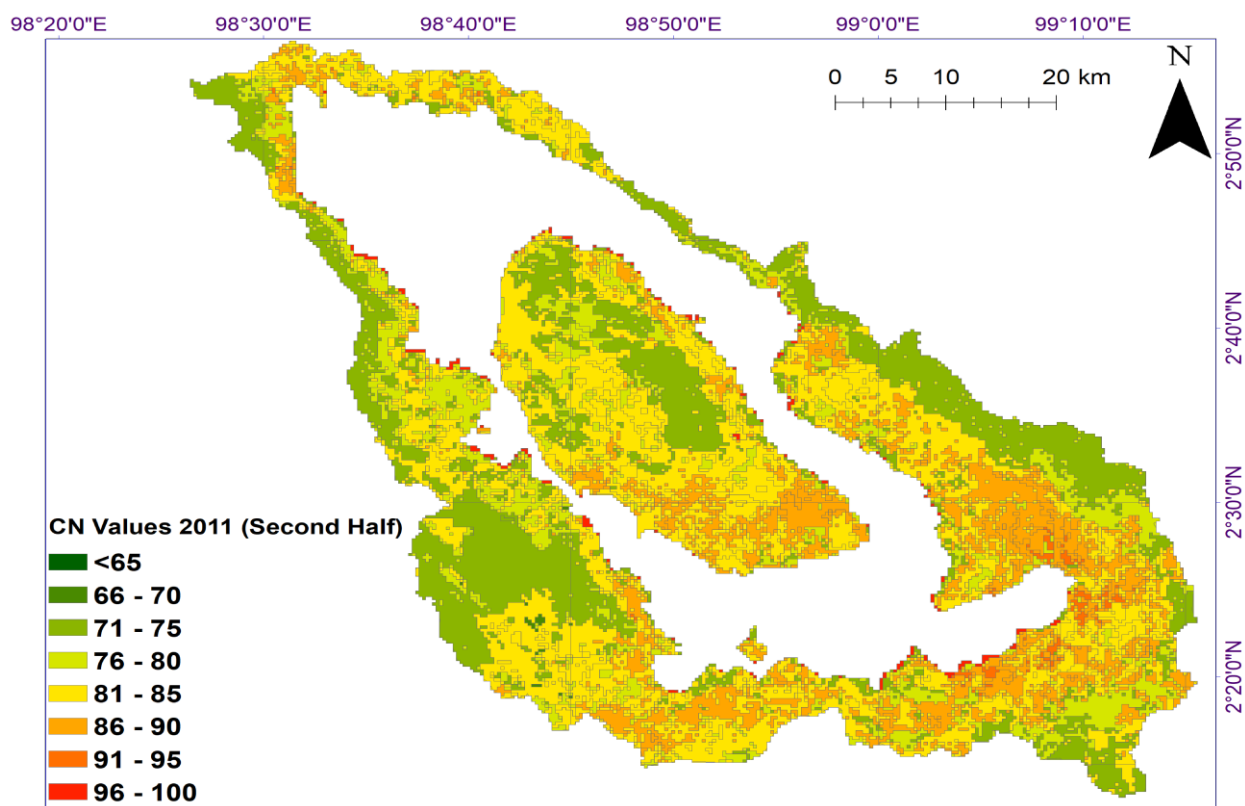 98°20'0"E 98°30'0"E 98°40'0"E 98°50'0"E 99°00'0"E 99°10'0"E
N
0 5 10 20 km
2°50'0"N
2°40'0"N
2°30'0"N
2°20'0"N
CN Values 2011 (Second Half)
<65
66 - 70
71 - 75
76 - 80
81 - 85
86 - 90
91 - 95
96 - 100